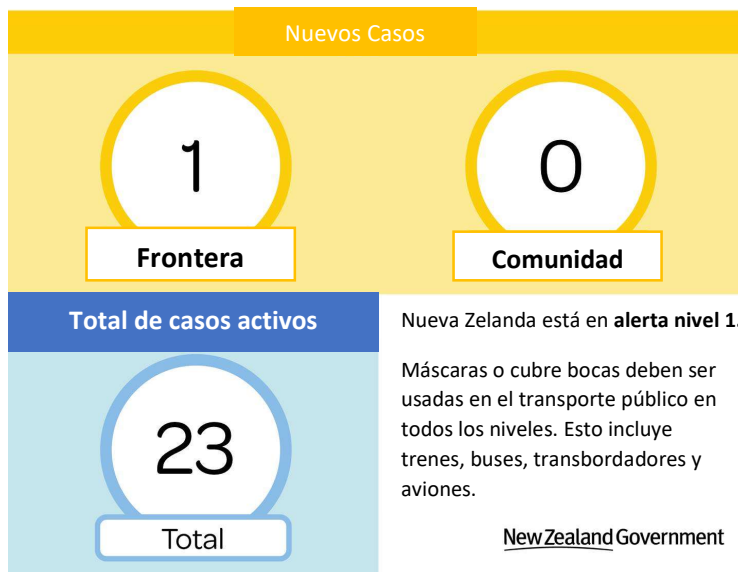 Nuevos Casos
1
Frontera
0
Comunidad
Total de casos activos
23
Total
Nueva Zelanda está en alerta nivel 1.
Máscaras o cubre bocas deben ser
usadas en el transporte público en
todos los niveles. Esto incluye
trenes, buses, transbordadores y
aviones.
New Zealand Government